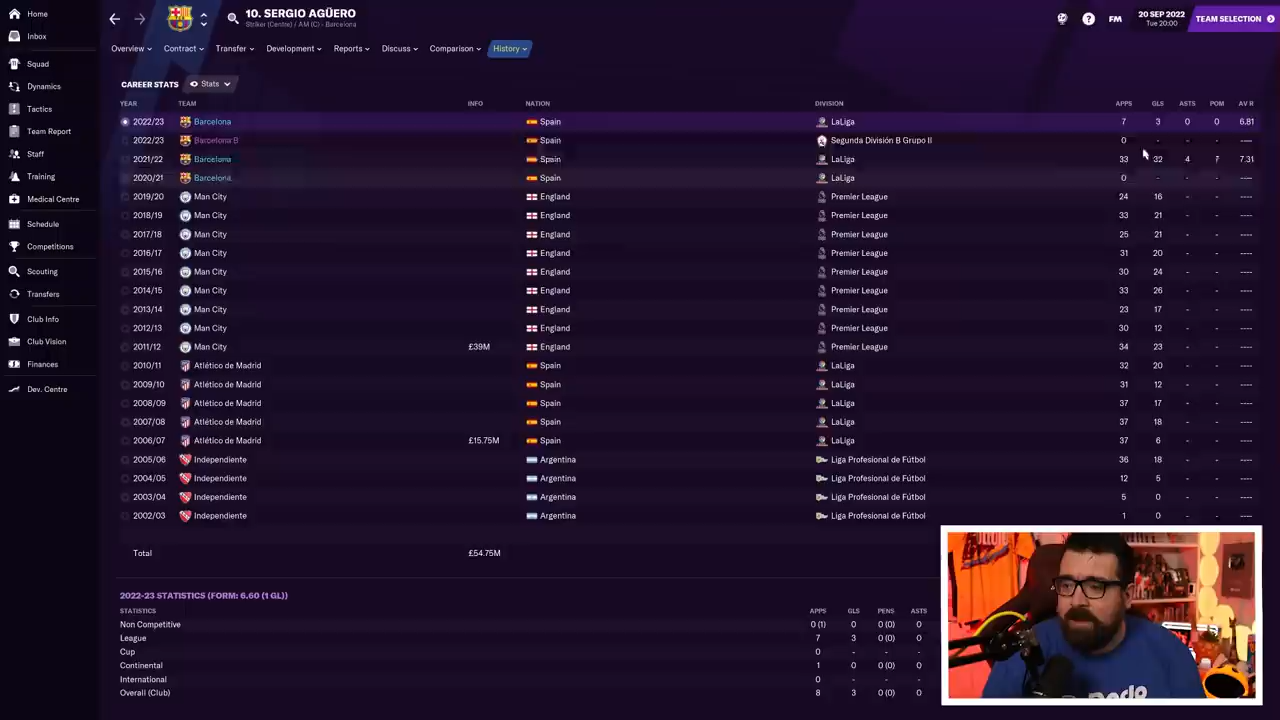 10. SERGIO AGÜERO
Striker (Centre) / AM (C) - Barcelona
FM
20 SEP 2022
Tue 20:00
TEAM SELECTION
Home
Inbox
Squad
Dynamics
Tactics
Team Report
Staff
Training
Medical Centre
Schedule
Competitions
Scouting
Transfers
Club Info
Club Vision
Finances
Dev. Centre
Overview Contract Transfer Development Reports Discuss Comparison History
CAREER STATS Stats
YEAR TEAM INFO NATION DIVISION APPS GLS ASTS POM AV R
2022/23 Barcelona Spain LaLiga 7 3 0 0 6.81
2022/23 Barcelona B Spain Segunda División B Grupo II 0 - - - ----
2021/22 Barcelona Spain LaLiga 33 32 4 7 7.31
2020/21 Barcelona Spain LaLiga 0 - - - ----
2019/20 Man City England Premier League 24 16 - - ----
2018/19 Man City England Premier League 33 21 - - ----
2017/18 Man City England Premier League 25 21 - - ----
2016/17 Man City England Premier League 31 20 - - ----
2015/16 Man City England Premier League 30 24 - - ----
2014/15 Man City England Premier League 33 26 - - ----
2013/14 Man City England Premier League 23 17 - - ----
2012/13 Man City England Premier League 30 12 - - ----
2011/12 Man City £39M England Premier League 34 23 - - ----
2010/11 Atlético de Madrid Spain LaLiga 32 20 - - ----
2009/10 Atlético de Madrid Spain LaLiga 31 12 - - ----
2008/09 Atlético de Madrid Spain LaLiga 37 17 - - ----
2007/08 Atlético de Madrid Spain LaLiga 37 18 - - ----
2006/07 Atlético de Madrid £15.75M Spain LaLiga 37 6 - - ----
2005/06 Independiente Argentina Liga Profesional de Fútbol 36 18 - - ----
2004/05 Independiente Argentina Liga Profesional de Fútbol 12 5 - - ----
2003/04 Independiente Argentina Liga Profesional de Fútbol 5 0 - - ----
2002/03 Independiente Argentina Liga Profesional de Fútbol 1 0 - - ----
Total £54.75M
2022-23 STATISTICS (FORM: 6.60 (1 GL))
STATISTICS APPS GLS PENS ASTS
Non Competitive 0 (1) 0 0 (0) 0
League 7 3 0 (0) 0
Cup 0 - - -
Continental 1 0 0 (0) 0
International 0 - - -
Overall (Club) 8 3 0 (0) 0